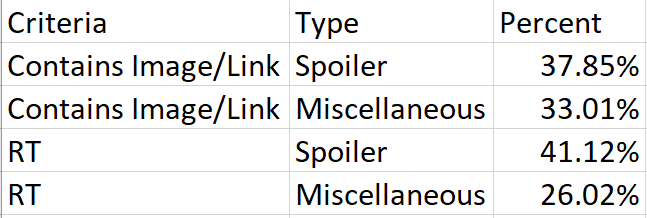 Criteria Type Percent
Contains Image/Link Spoiler 37.85%
Contains Image/Link Miscellaneous 33.01%
RT Spoiler 41.12%
RT Miscellaneous 26.02%